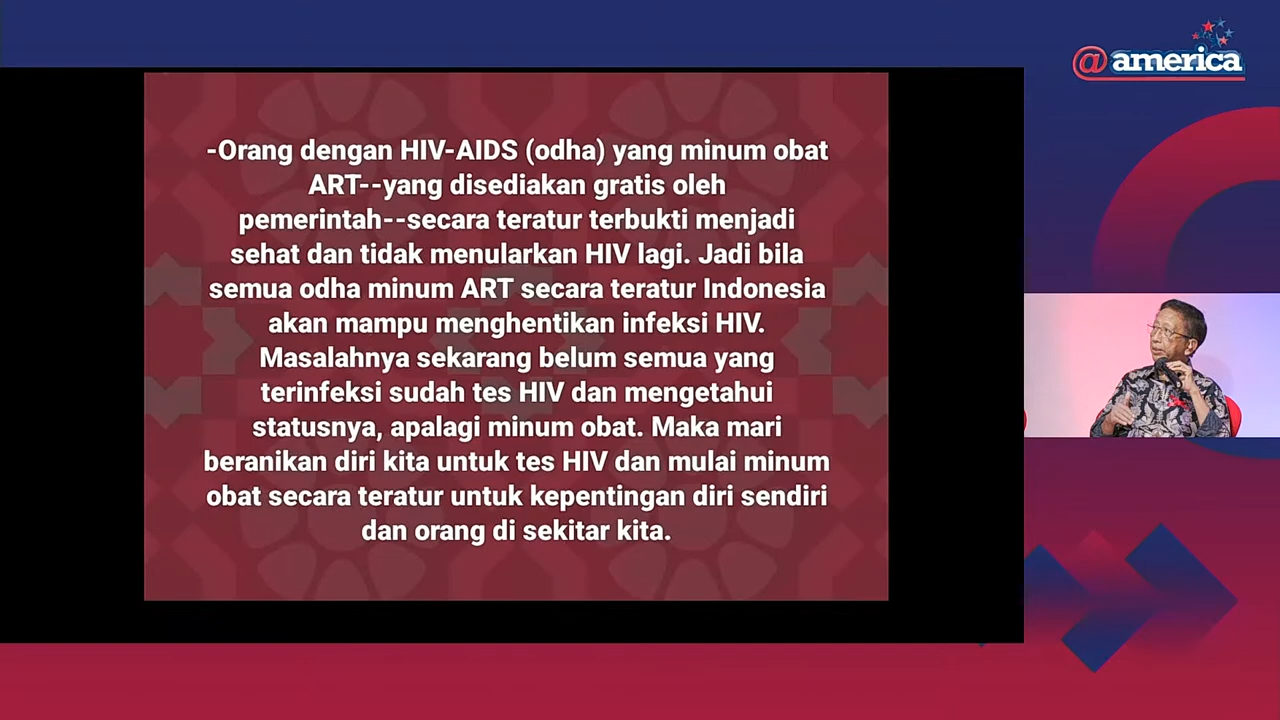 @america
-Orang dengan HIV-AIDS (odha) yang minum obat
ART--yang disediakan gratis oleh
pemerintah--secara teratur terbukti menjadi
sehat dan tidak menularkan HIV lagi. Jadi bila
semua odha minum ART secara teratur Indonesia
akan mampu menghentikan infeksi HIV.
Masalahnya sekarang belum semua yang
terinfeksi sudah tes HIV dan mengetahui
statusnya, apalagi minum obat. Maka mari
beranikan diri kita untuk tes HIV dan mulai minum
obat secara teratur untuk kepentingan diri sendiri
dan orang di sekitar kita.